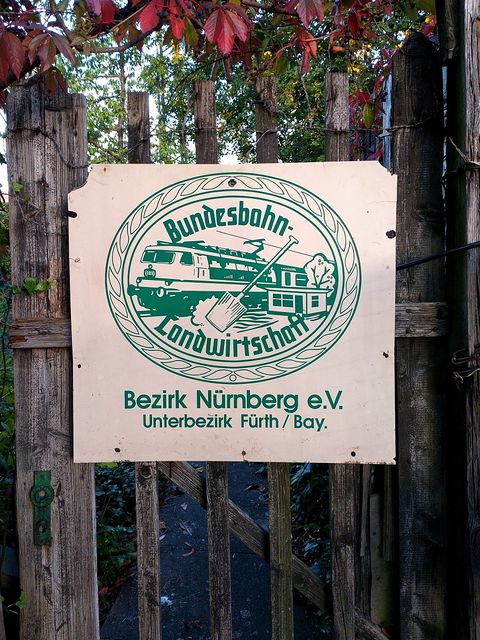 Bundesbahn-
Landwirtschaft
Bezirk Nürnberg e.V.
Unterbezirk Fürth / Bay.